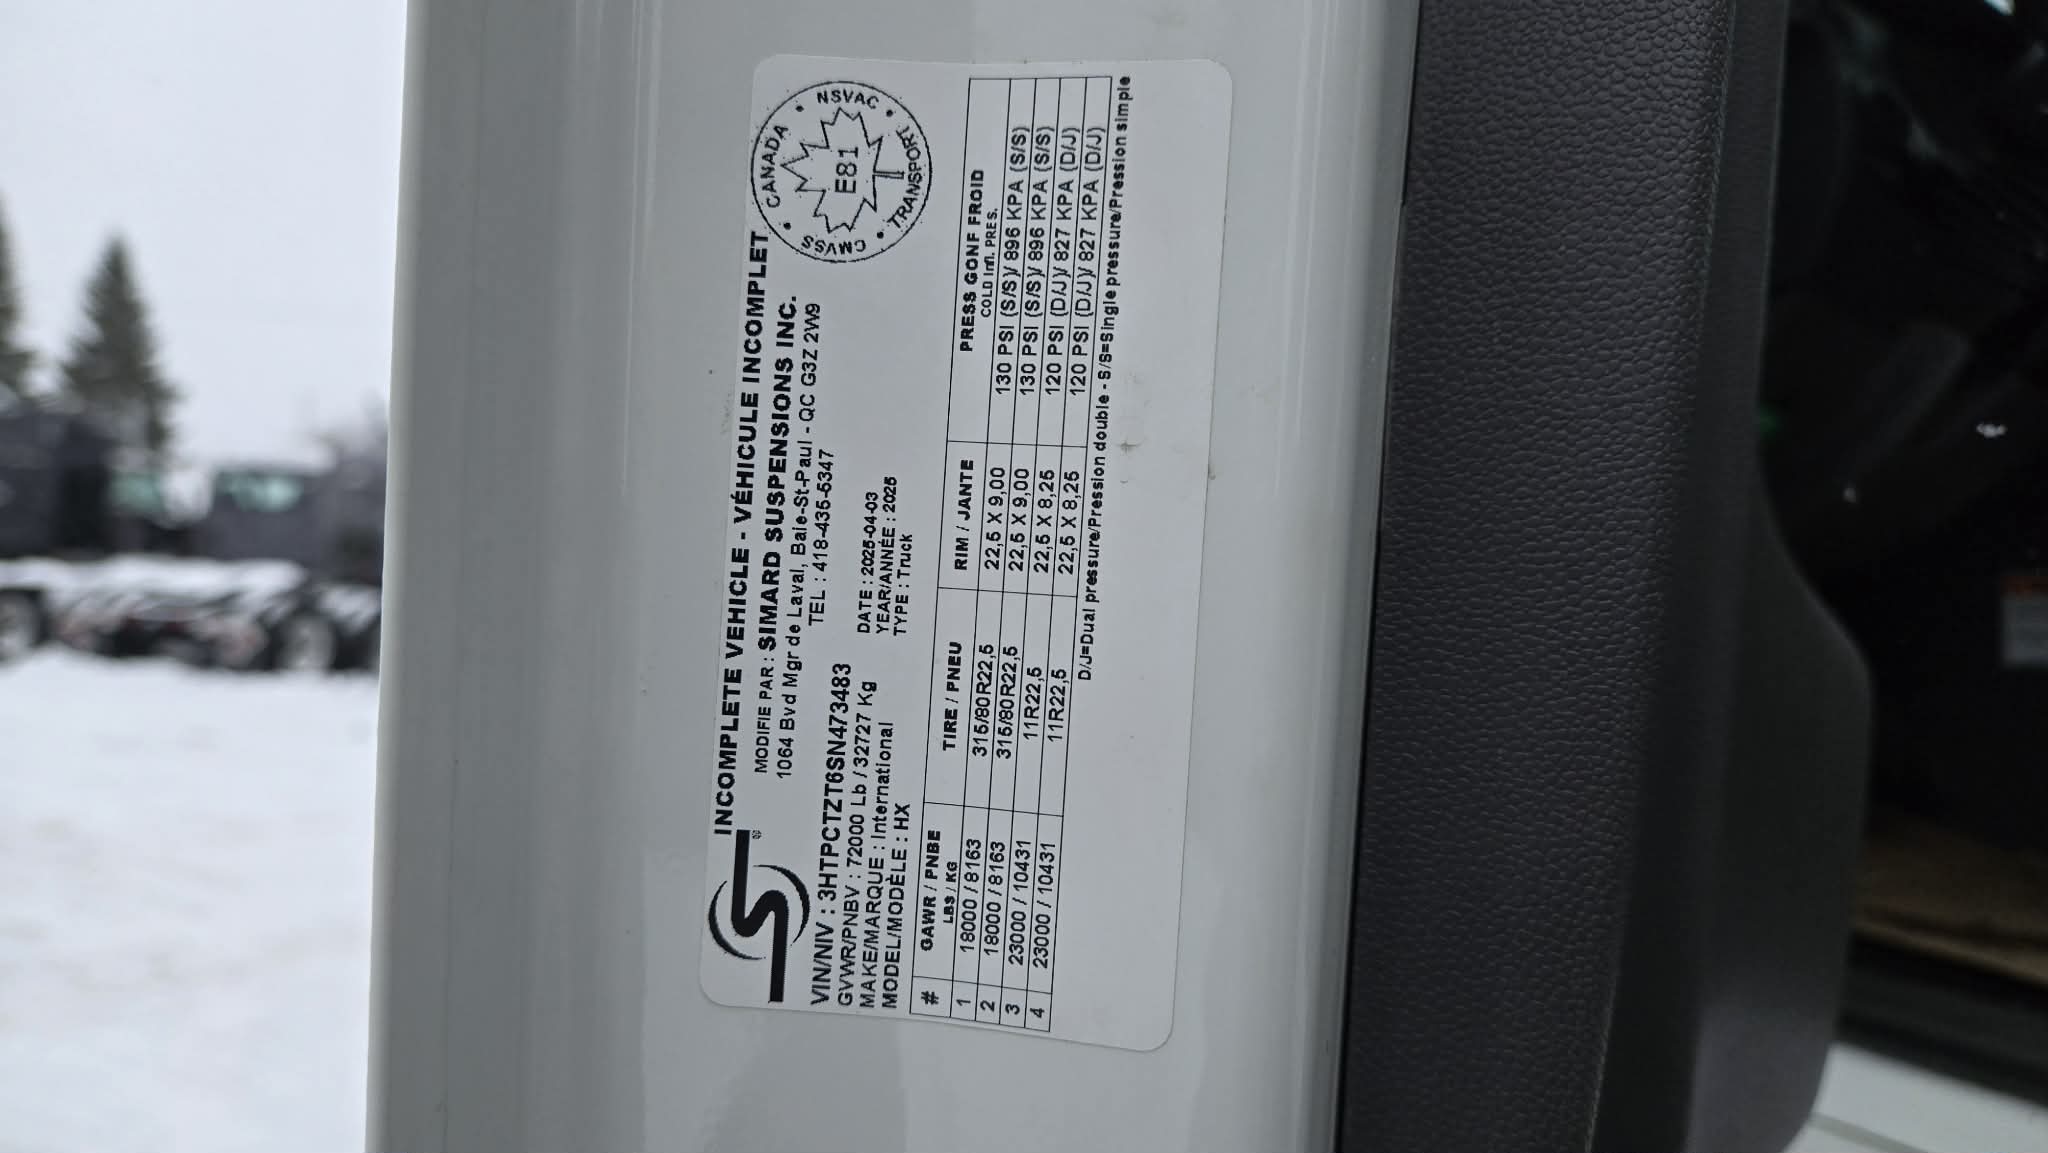 INCOMPLETE VEHICLE - VÉHICULE INCOMPLET
MODIFIE PAR : SIMARD SUSPENSIONS INC.
1064 Bvd Mgr de Laval, Baie-St-Paul - QC G3Z 2W9
TEL : 418-435-5347
CANADA • NSVAC • TRANSPORT • CMVSS •
E81
VIN/NIV : 3HTPCTZT6SN473483
GVWR/PNBV : 72000 Lb / 32727 Kg
DATE : 2025-04-03
MAKE/MARQUE : International
YEAR/ANNÉE : 2025
MODEL/MODÈLE : HX
TYPE : Truck
# GAWR / PNBE TIRE / PNEU RIM / JANTE PRESS GONF FROID
LBS / KG COLD Infl. PRES.
1 18000 / 8163 315/80R22,5 22,5 X 9,00 130 PSI (S/S)/ 896 KPA (S/S)
2 18000 / 8163 315/80R22,5 22,5 X 9,00 130 PSI (S/S)/ 896 KPA (S/S)
3 23000 / 10431 11R22,5 22,5 X 8,25 120 PSI (D/J)/ 827 KPA (D/J)
4 23000 / 10431 11R22,5 22,5 X 8,25 120 PSI (D/J)/ 827 KPA (D/J)
D/J=Dual pressure/Pression double - S/S=Single pressure/Pression simple